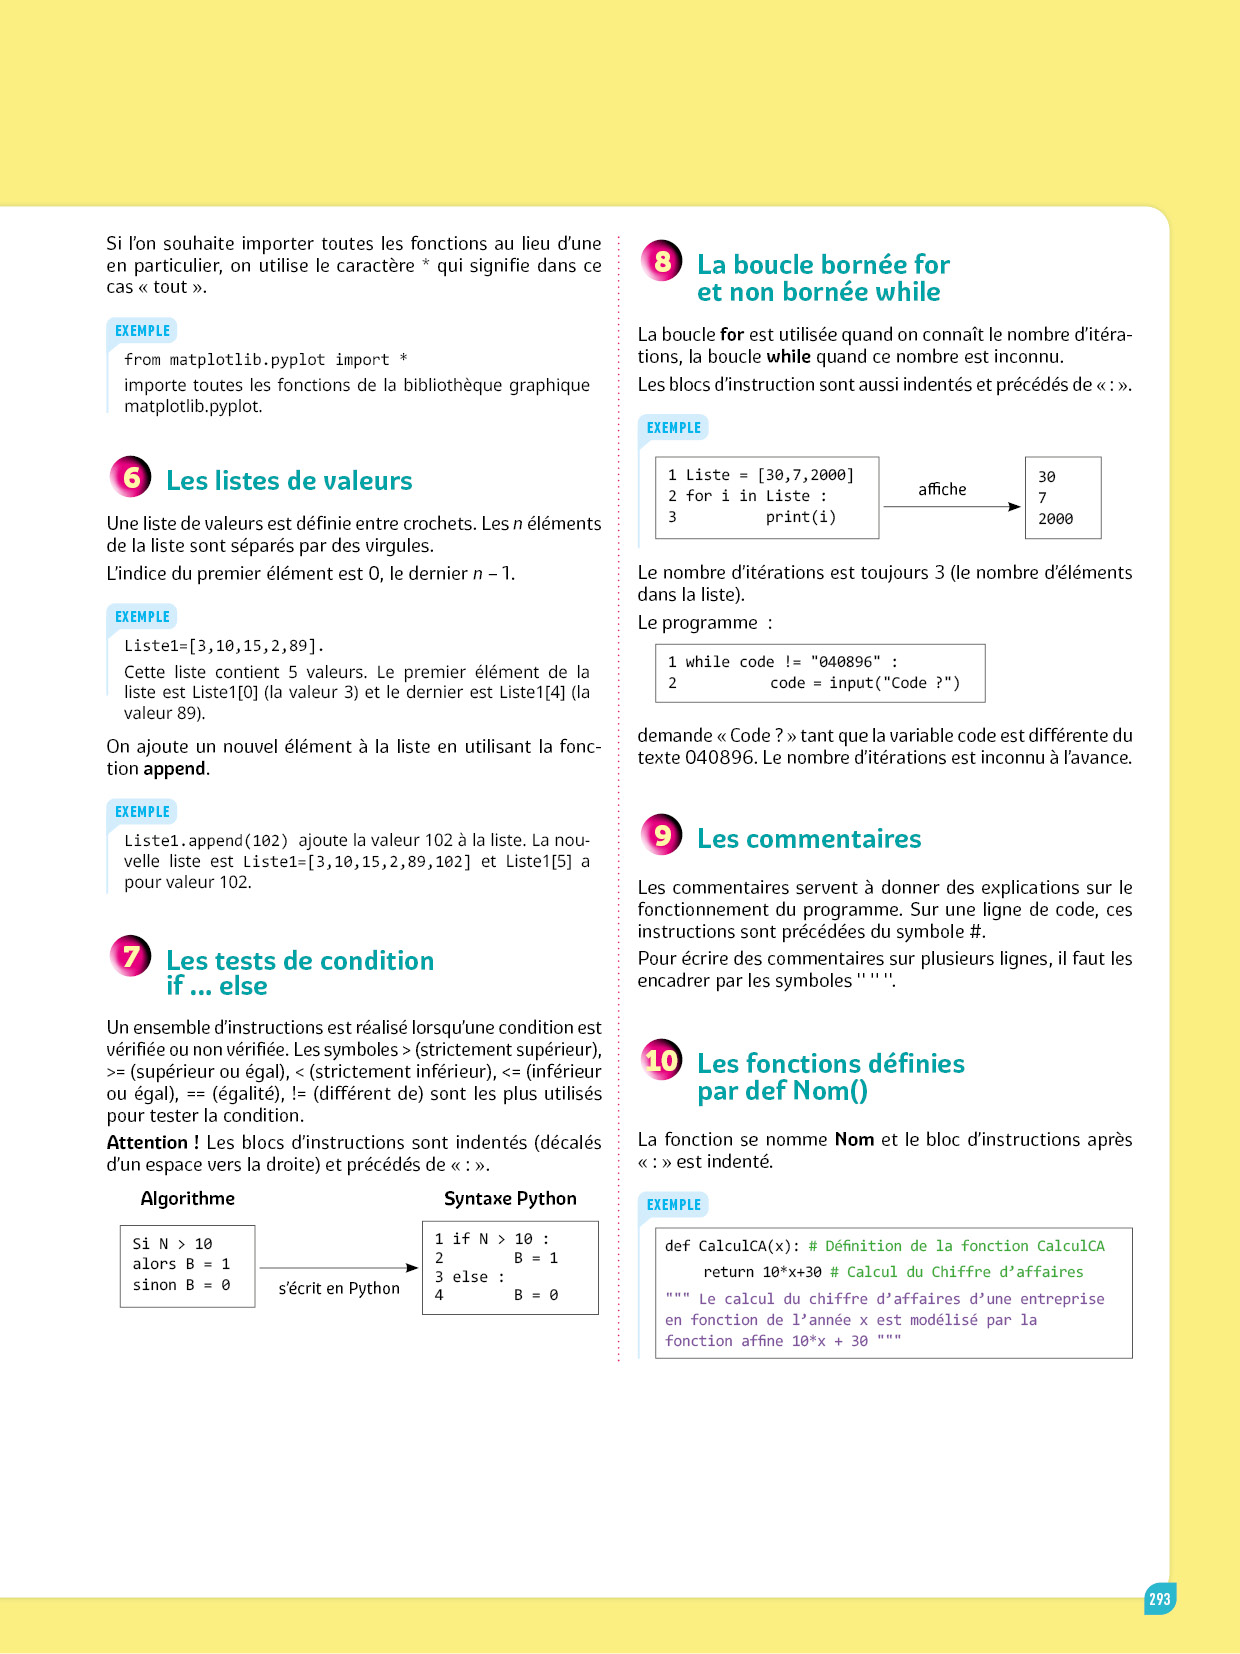 Si l'on souhaite importer toutes les fonctions au lieu d'une
en particulier, on utilise le caractère * qui signifie dans ce
cas « tout ».
EXEMPLE
from matplotlib.pyplot import *
importe toutes les fonctions de la bibliothèque graphique
matplotlib.pyplot.
6 Les listes de valeurs
Une liste de valeurs est définie entre crochets. Les n éléments
de la liste sont séparés par des virgules.
L'indice du premier élément est 0, le dernier n – 1.
EXEMPLE
Liste1=[3,10,15,2,89].
Cette liste contient 5 valeurs. Le premier élément de la
liste est Liste1[0] (la valeur 3) et le dernier est Liste1[4] (la
valeur 89).
On ajoute un nouvel élément à la liste en utilisant la fonc-
tion append.
EXEMPLE
Liste1.append(102) ajoute la valeur 102 à la liste. La nou-
velle liste est Liste1=[3,10,15,2,89,102] et Liste1[5] a
pour valeur 102.
7 Les tests de condition
if ... else
Un ensemble d'instructions est réalisé lorsqu'une condition est
vérifiée ou non vérifiée. Les symboles > (strictement supérieur),
>= (supérieur ou égal), < (strictement inférieur), <= (inférieur
ou égal), == (égalité), != (différent de) sont les plus utilisés
pour tester la condition.
Attention ! Les blocs d'instructions sont indentés (décalés
d'un espace vers la droite) et précédés de « : ».
Algorithme
Si N > 10
alors B = 1
sinon B = 0
s'écrit en Python
Syntaxe Python
1 if N > 10 :
2 B = 1
3 else :
4 B = 0
8 La boucle bornée for
et non bornée while
La boucle for est utilisée quand on connaît le nombre d'itéra-
tions, la boucle while quand ce nombre est inconnu.
Les blocs d'instruction sont aussi indentés et précédés de « : ».
EXEMPLE
1 Liste = [30,7,2000]
2 for i in Liste :
3 print(i)
affiche
30
7
2000
Le nombre d'itérations est toujours 3 (le nombre d'éléments
dans la liste).
Le programme :
1 while code != "040896" :
2 code = input("Code ?")
demande « Code ? » tant que la variable code est différente du
texte 040896. Le nombre d'itérations est inconnu à l'avance.
9 Les commentaires
Les commentaires servent à donner des explications sur le
fonctionnement du programme. Sur une ligne de code, ces
instructions sont précédées du symbole #.
Pour écrire des commentaires sur plusieurs lignes, il faut les
encadrer par les symboles " " ".
10 Les fonctions définies
par def Nom()
La fonction se nomme Nom et le bloc d'instructions après
« : » est indenté.
EXEMPLE
def CalculCA(x): # Définition de la fonction CalculCA
return 10*x+30 # Calcul du Chiffre d'affaires
""" Le calcul du chiffre d'affaires d'une entreprise
en fonction de l'année x est modélisé par la
fonction affine 10*x + 30 """
293